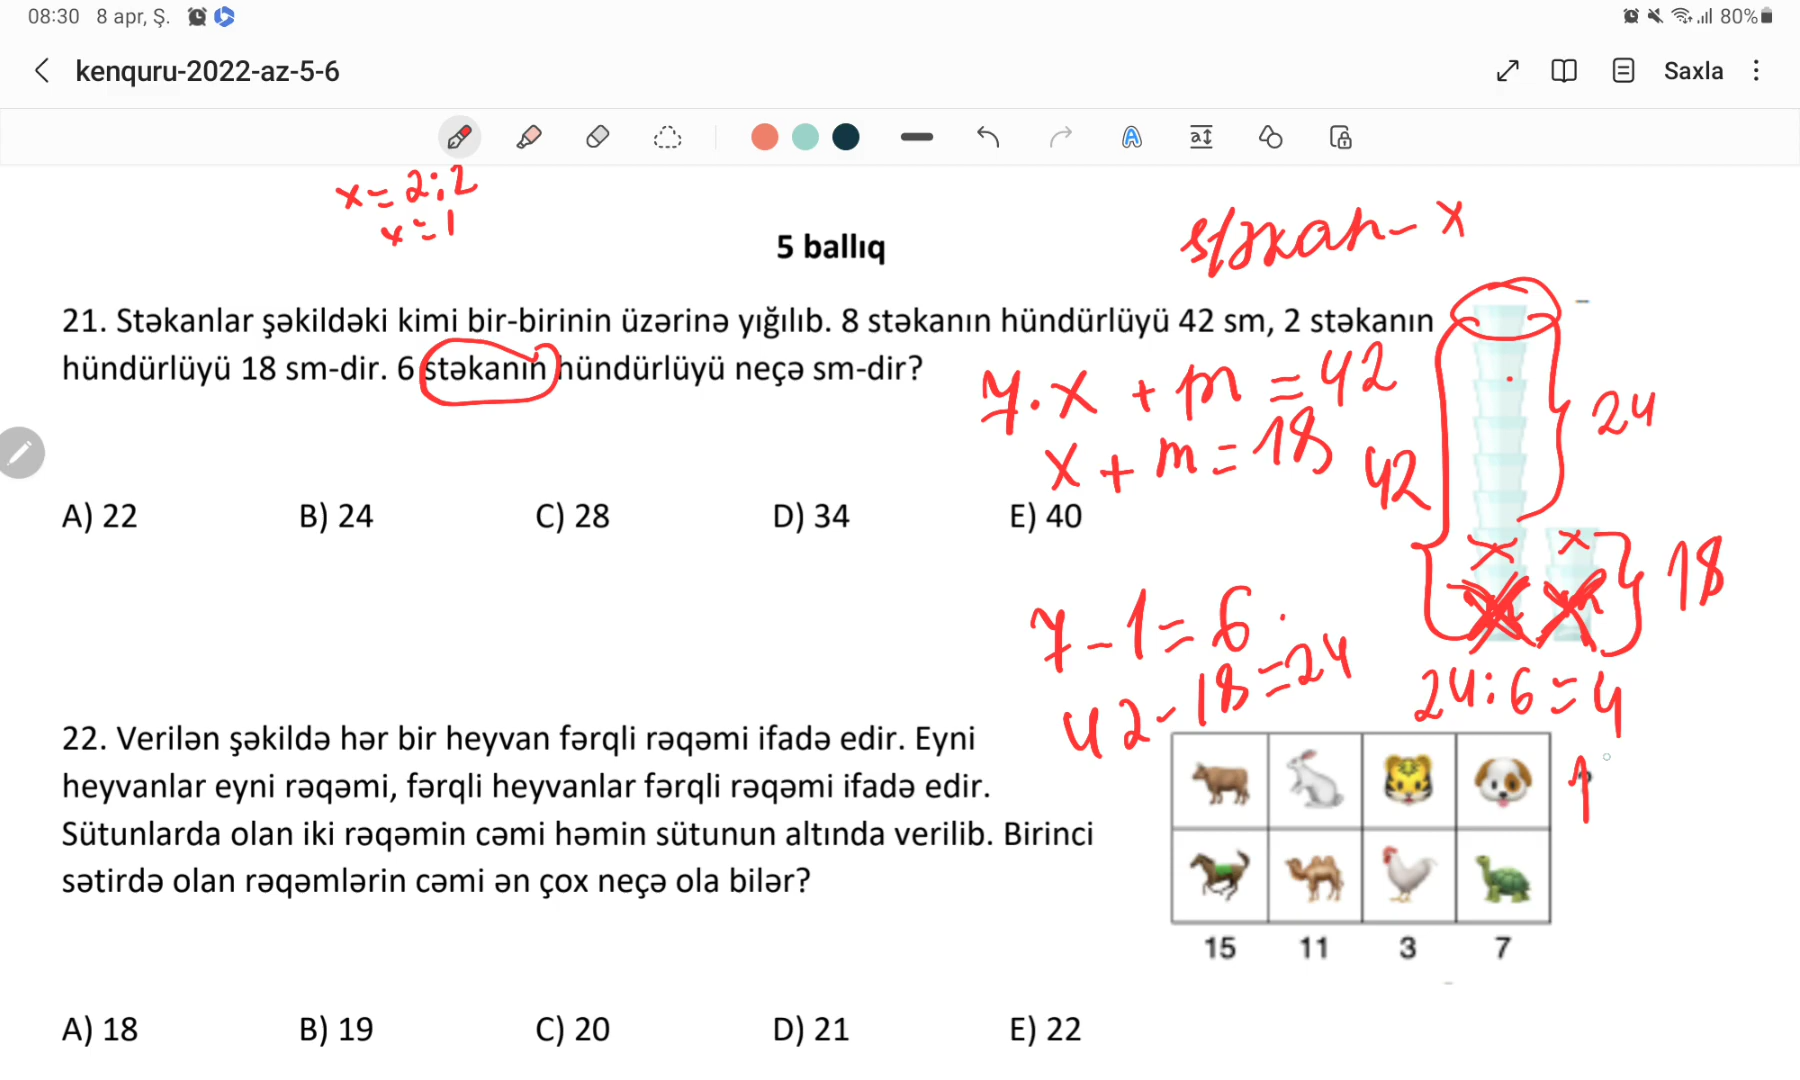 08:30 8 apr, Ş. 80%
kenquru-2022-az-5-6 Saxla
x = 2:2
x = 1
5 ballıq
stəkan - x
21. Stəkanlar şəkildəki kimi bir-birinin üzərinə yığılıb. 8 stəkanın hündürlüyü 42 sm, 2 stəkanın
hündürlüyü 18 sm-dir. 6 stəkanın hündürlüyü neçə sm-dir?
7·x + m = 42
x + m = 18
42
24
A) 22 B) 24 C) 28 D) 34 E) 40
x x
18
7 - 1 = 6
42 - 18 = 24
24:6 = 4
22. Verilən şəkildə hər bir heyvan fərqli rəqəmi ifadə edir. Eyni
heyvanlar eyni rəqəmi, fərqli heyvanlar fərqli rəqəmi ifadə edir.
Sütunlarda olan iki rəqəmin cəmi həmin sütunun altında verilib. Birinci
sətirdə olan rəqəmlərin cəmi ən çox neçə ola bilər?
15 11 3 7
A) 18 B) 19 C) 20 D) 21 E) 22